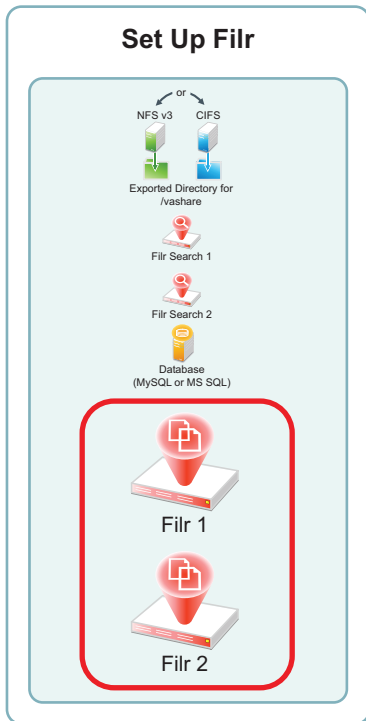 Set Up Filr
or
NFS v3 CIFS
Exported Directory for
/vashare
Filr Search 1
Filr Search 2
Database
(MySQL or MS SQL)
Filr 1
Filr 2